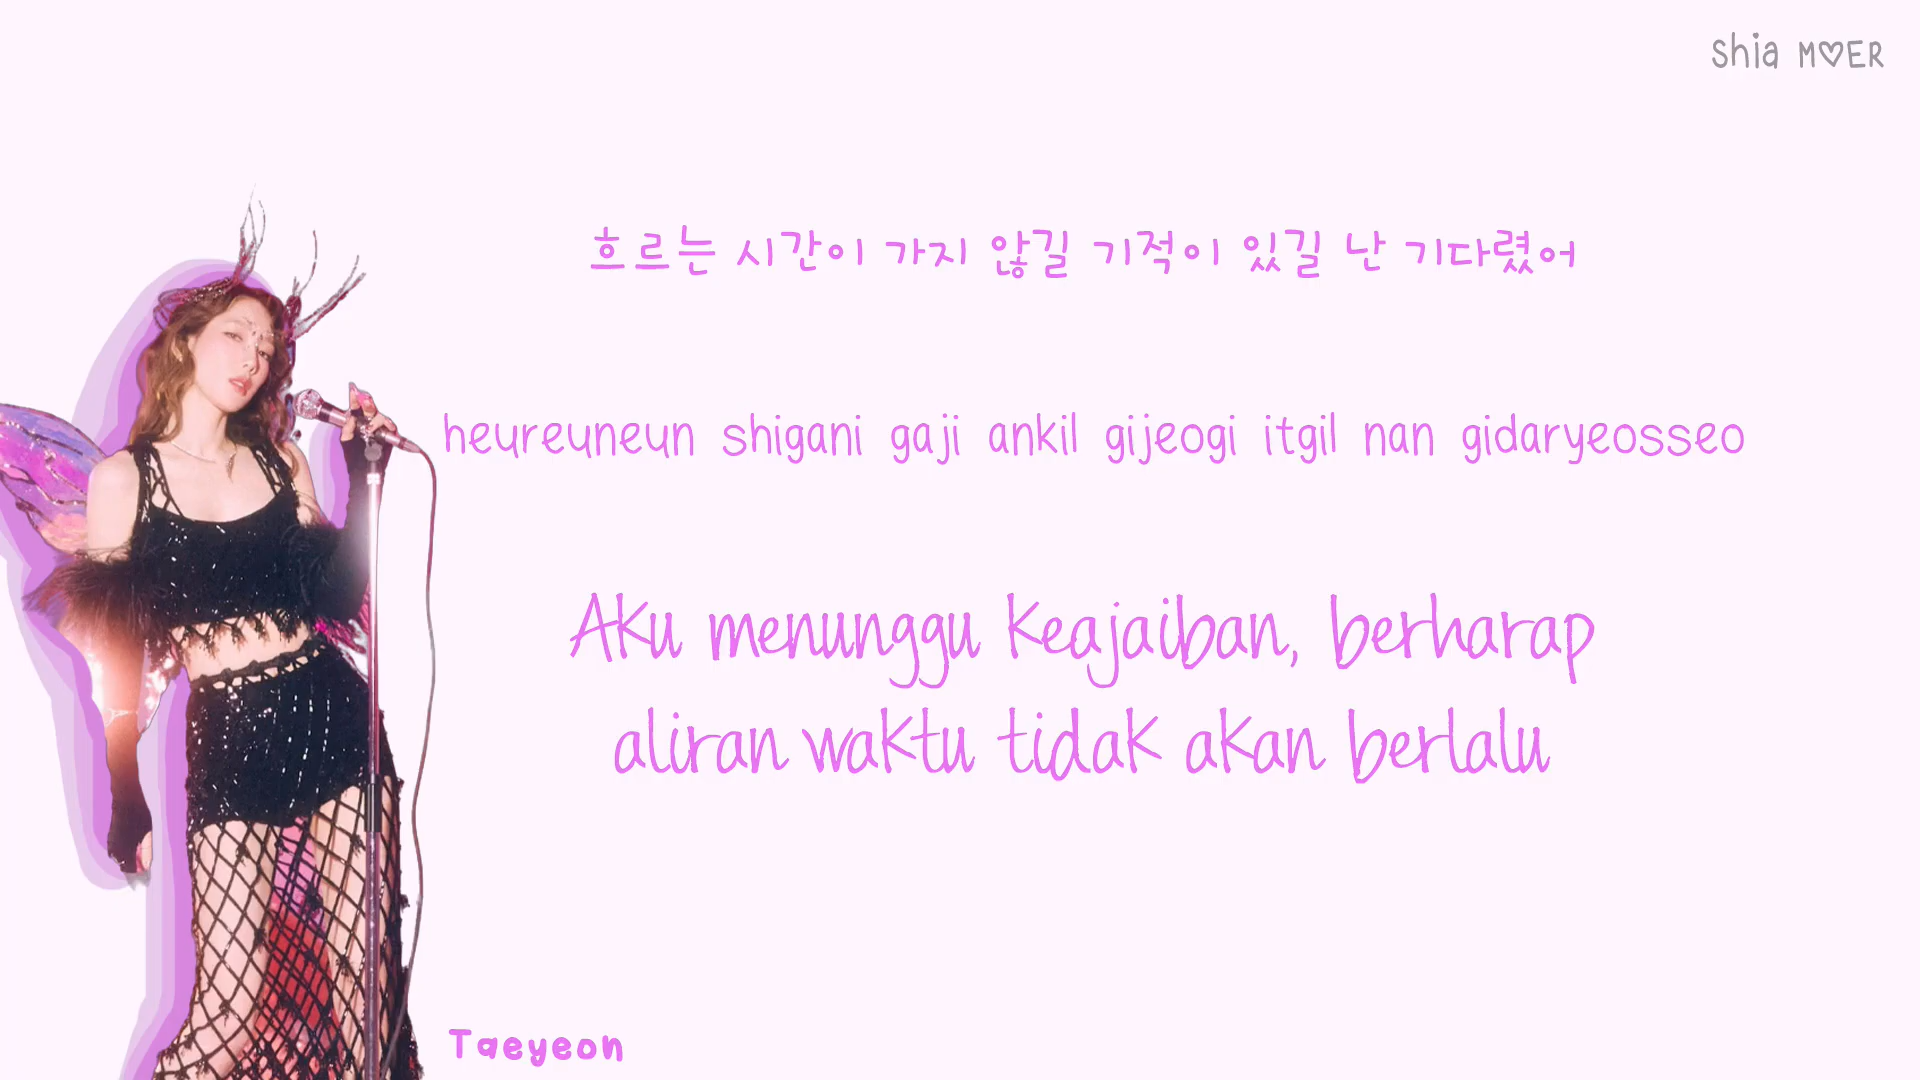 Shia M♡ER
흐르는 시간이 가지 않길 기적이 있길 난 기다렸어
heureuneun shigani gaji ankil gijeogi itgil nan gidaryeosseo
Aku menunggu keajaiban, berharap
aliran waktu tidak akan berlalu
Taeyeon